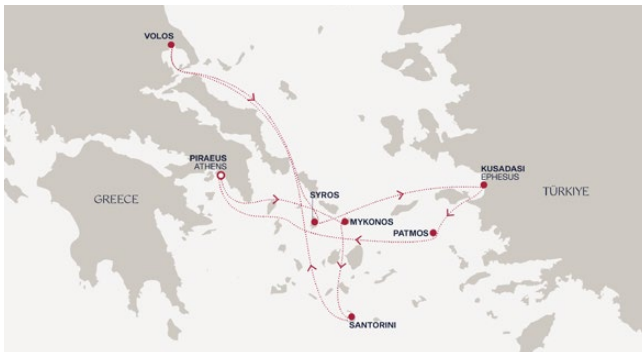 VOLOS
PIRAEUS
ATHENS
GREECE
SYROS
MYKONOS
KUSADASI
EPHESUS
TÜRKIYE
PATMOS
SANTORINI